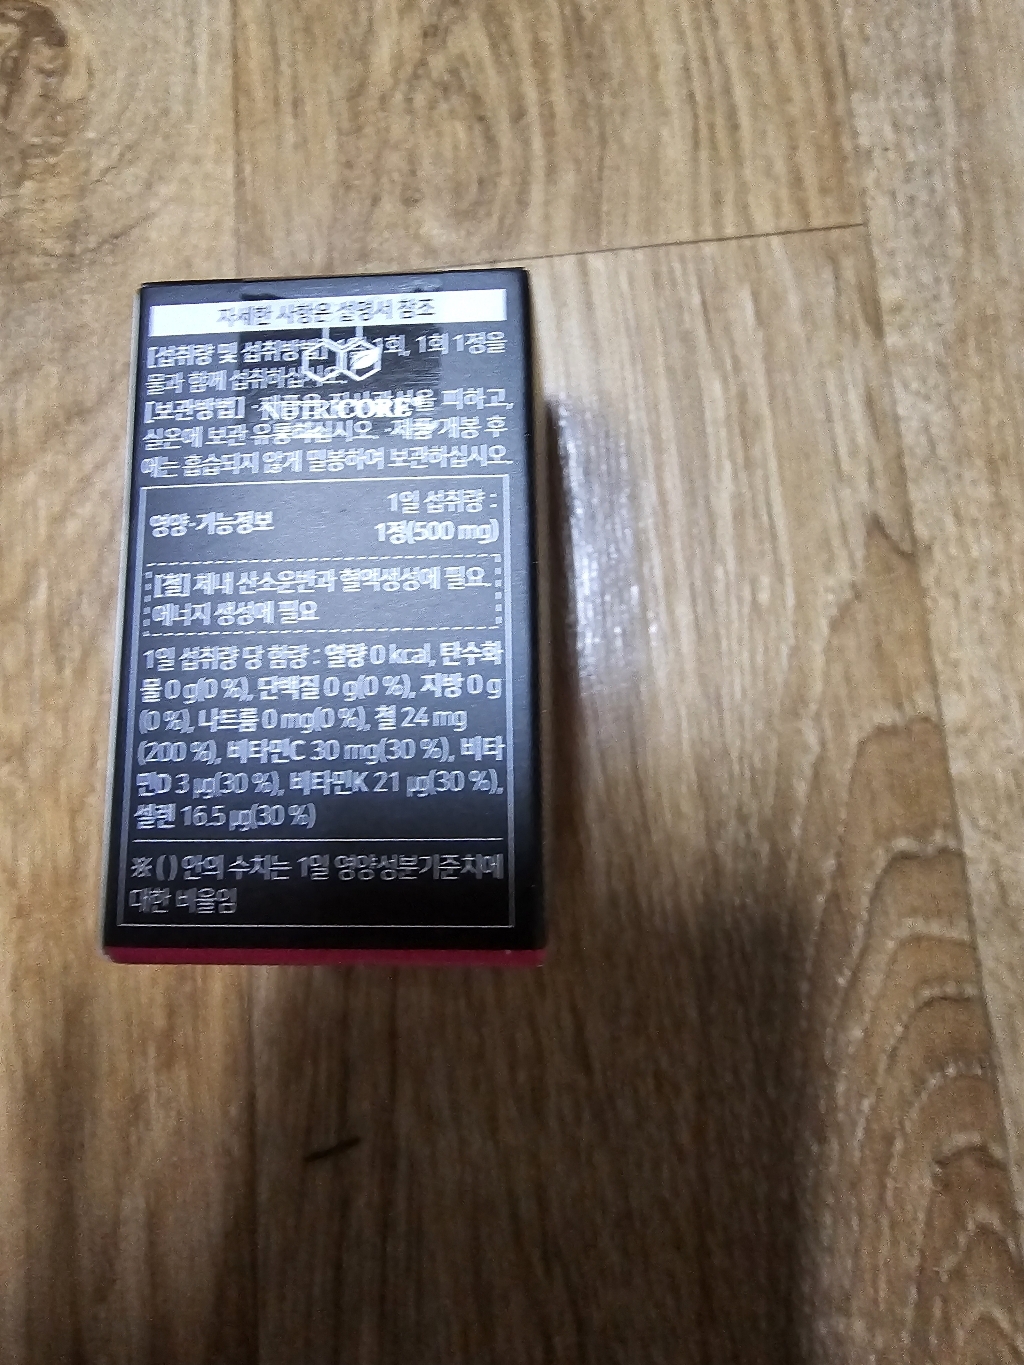 자세한 사항은 설명서 참조
[섭취량 및 섭취방법] 1일 1회, 1회 1정을
물과 함께 섭취하십시오.
NUTRICORE
[보관방법] 피하고,
실온에 보관 유통하십시오. -제품 개봉 후
에는 흡습되지 않게 밀봉하여 보관하십시오.
영양·기능정보
1일 섭취량 :
1정(500 mg)
[철] 체내 산소운반과 혈액생성에 필요.
에너지 생성에 필요
1일 섭취량 당 함량 : 열량 0 kcal, 탄수화
물 0 g(0 %), 단백질 0 g(0 %), 지방 0 g
(0 %), 나트륨 0 mg(0 %), 철 24 mg
(200 %), 비타민C 30 mg(30 %), 비타
민D 3 µg(30 %), 비타민K 21 µg(30 %),
셀렌 16.5 µg(30 %)
※ ( ) 안의 수치는 1일 영양성분기준치에
대한 비율임